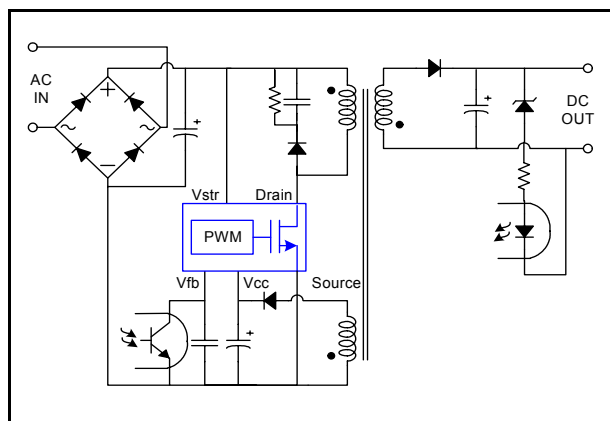 AC
IN
+
~
~
−
+
+
DC
OUT
Vstr
Drain
PWM
Vfb
Vcc
Source
+